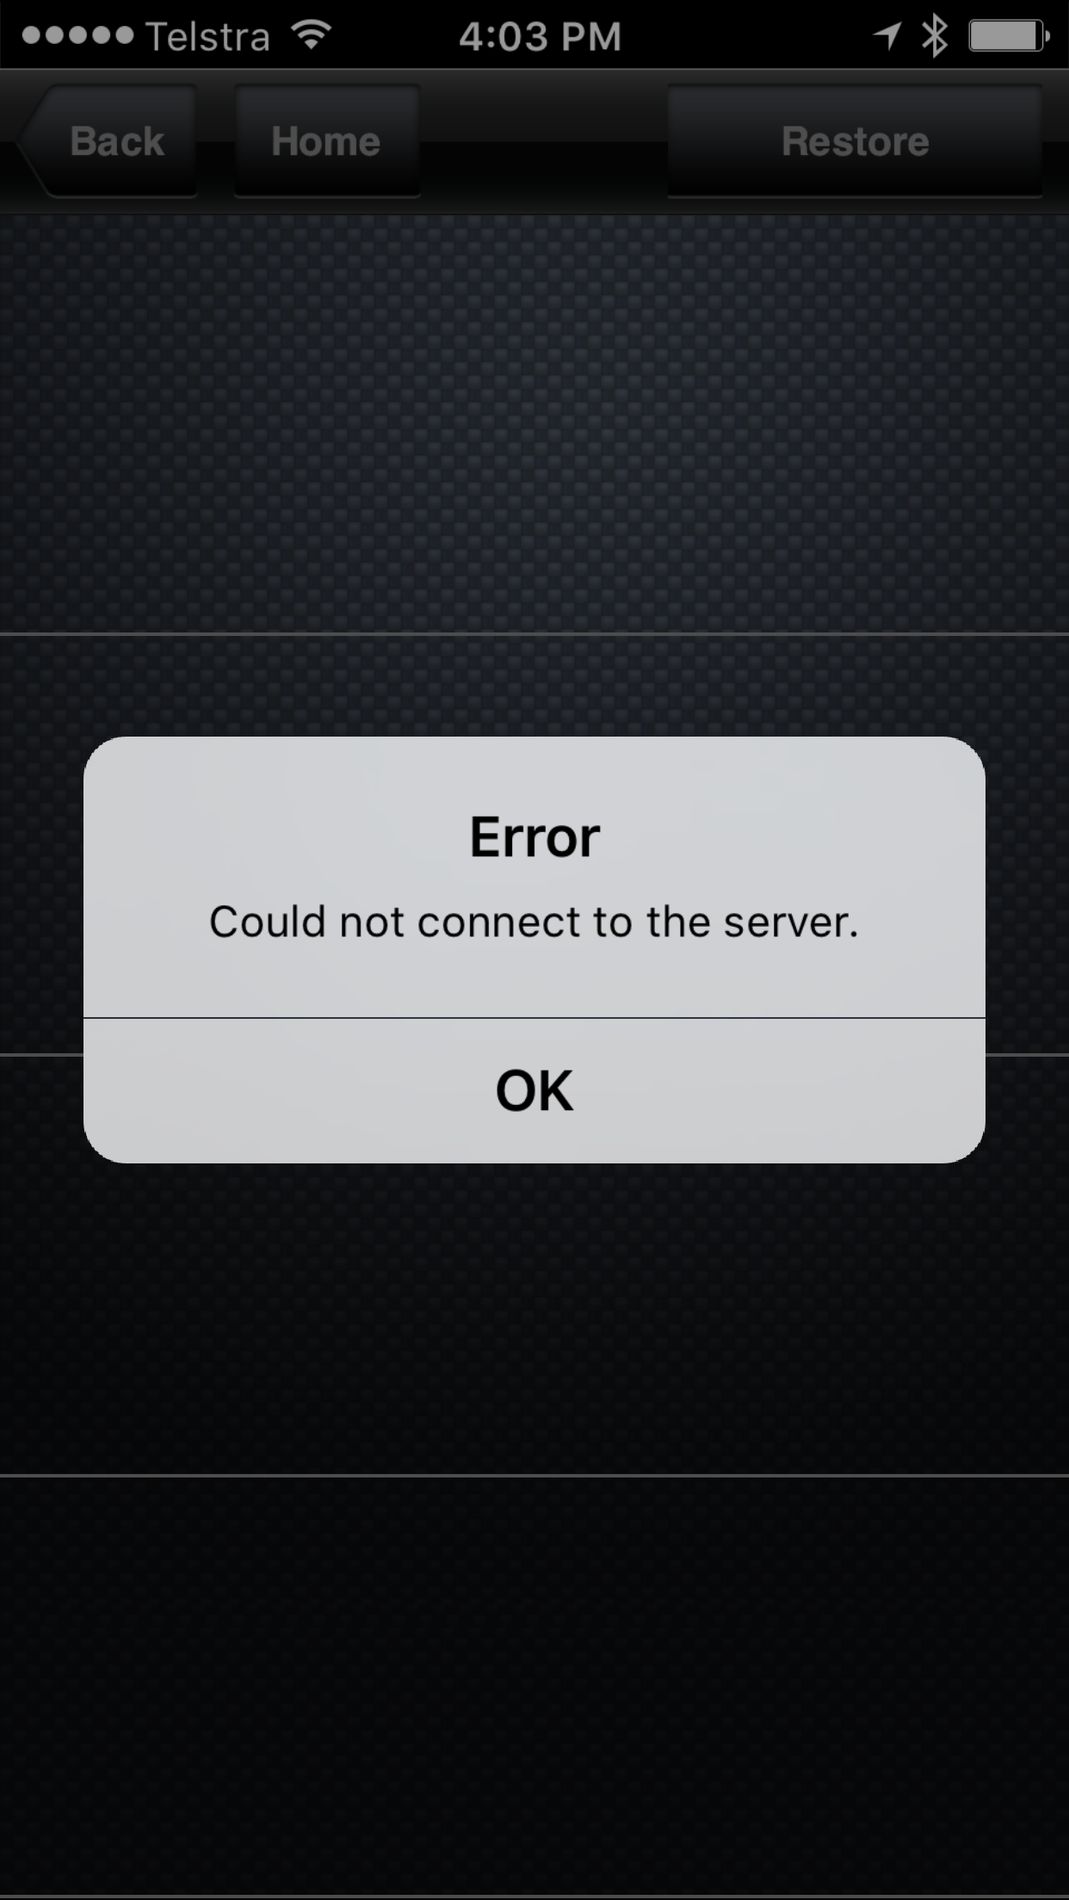 Telstra 4:03 PM
Back Home Restore
Error
Could not connect to the server.
OK